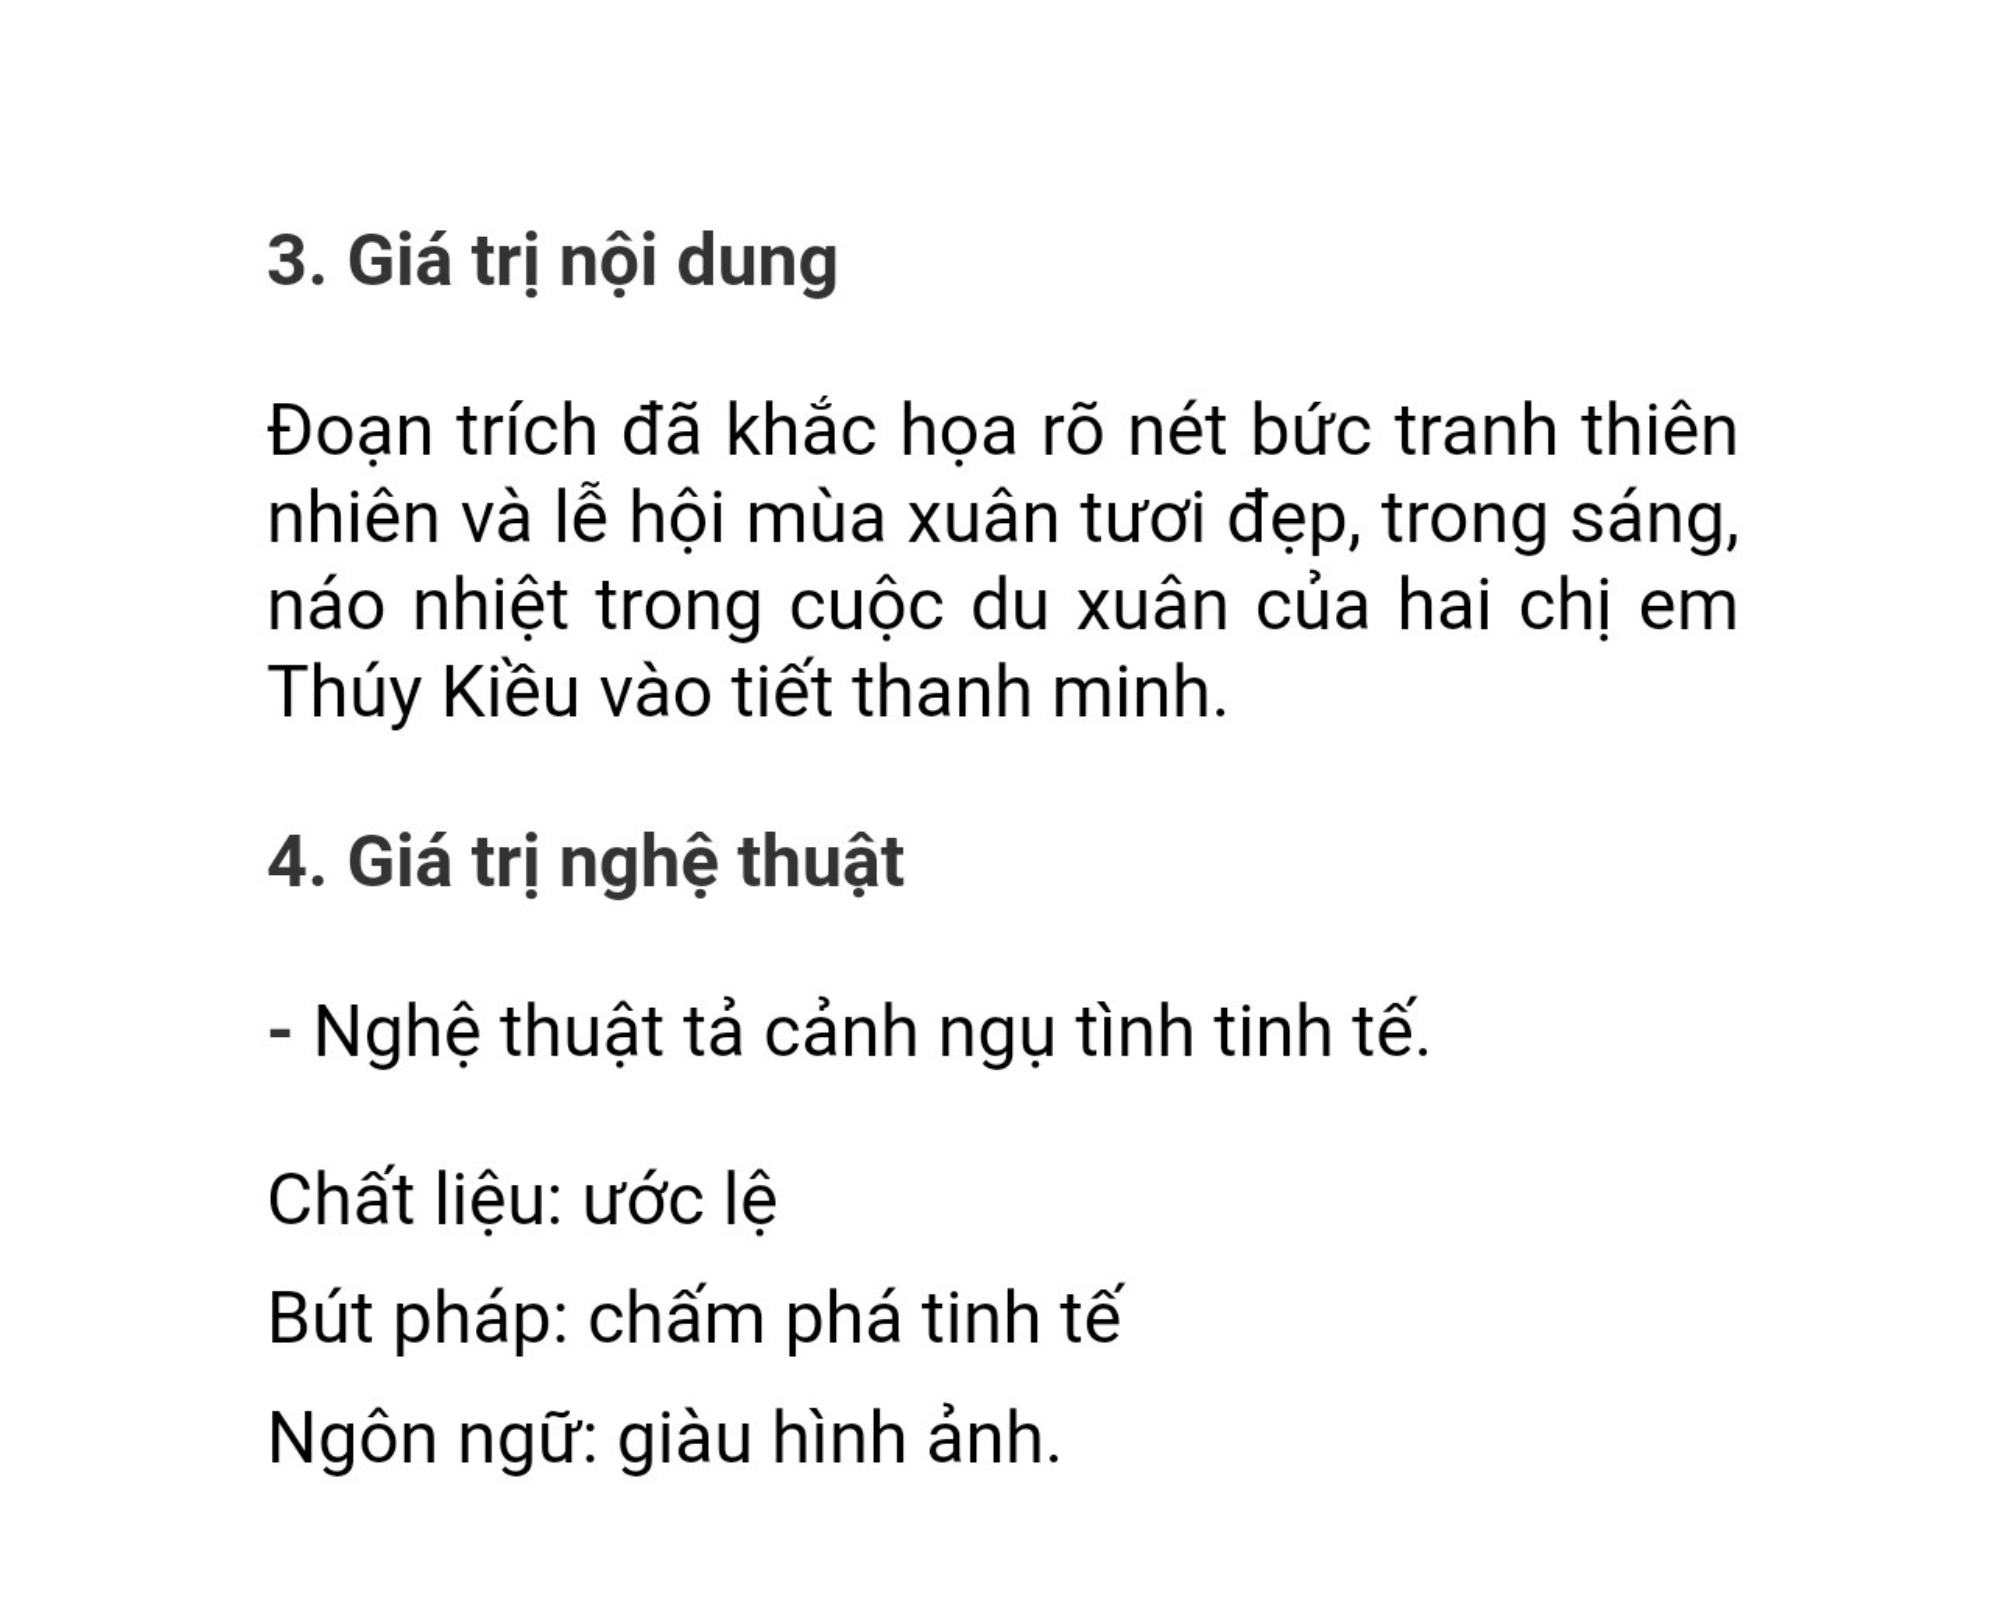 3. Giá trị nội dung
Đoạn trích đã khắc họa rõ nét bức tranh thiên
nhiên và lễ hội mùa xuân tươi đẹp, trong sáng,
náo nhiệt trong cuộc du xuân của hai chị em
Thúy Kiều vào tiết thanh minh.
4. Giá trị nghệ thuật
- Nghệ thuật tả cảnh ngụ tình tinh tế.
Chất liệu: ước lệ
Bút pháp: chấm phá tinh tế
Ngôn ngữ: giàu hình ảnh.